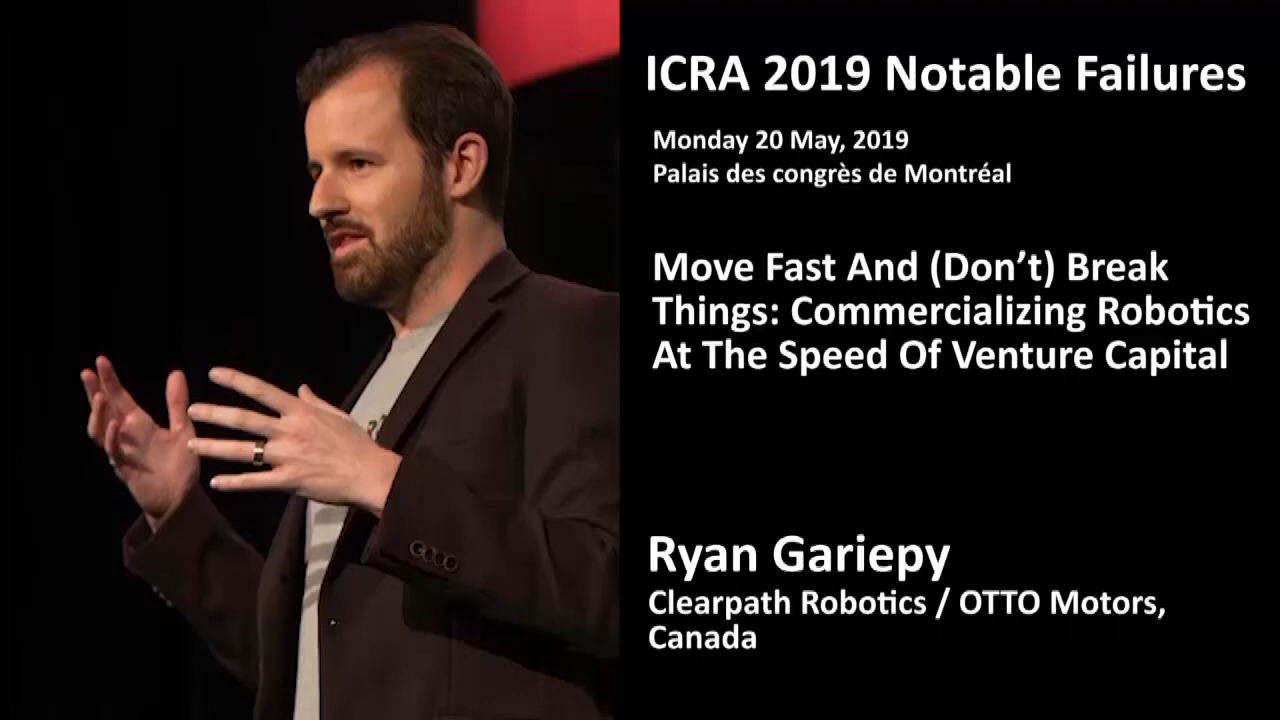 ICRA 2019 Notable Failures
Monday 20 May, 2019
Palais des congrès de Montréal
Move Fast And (Don’t) Break
Things: Commercializing Robotics
At The Speed Of Venture Capital
Ryan Gariepy
Clearpath Robotics / OTTO Motors,
Canada